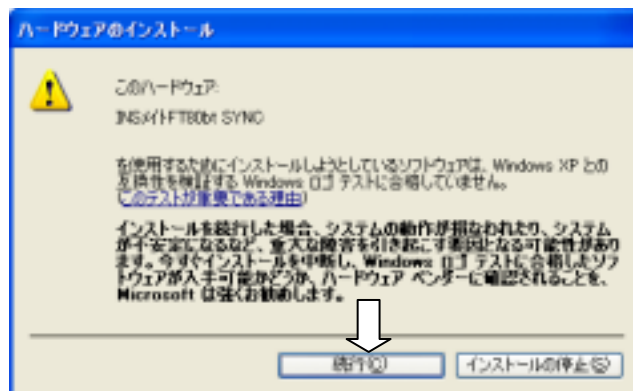 ハードウェアのインストール
このハードウェア:
INSメイトFT80bt SYNC
を使用するためにインストールしようとしているソフトウェアは、Windows XP との
互換性を検証する Windows ロゴ テストに合格していません。
(このテストが重要である理由)
インストールを続行した場合、システムの動作が損なわれたり、システム
が不安定になるなど、重大な障害を引き起こす要因となる可能性があり
ます。今すぐインストールを中断し、Windows ロゴ テストに合格したソフ
トウェアが入手可能かどうか、ハードウェア ベンダーに確認されることを、
Microsoft は強くお勧めします。
続行(C) インストールの停止(S)